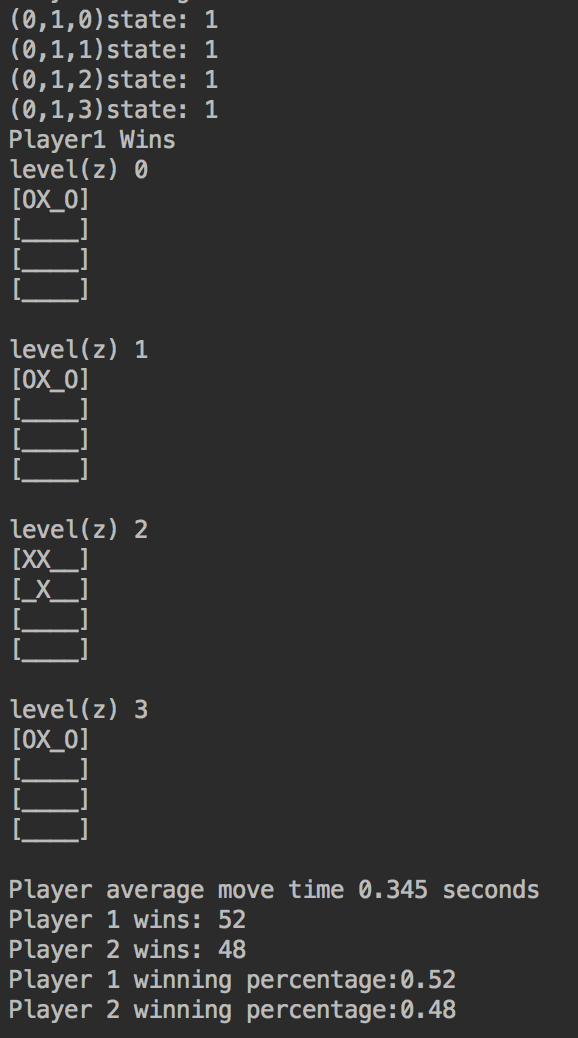 (0,1,0)state: 1
(0,1,1)state: 1
(0,1,2)state: 1
(0,1,3)state: 1
Player1 Wins
level(z) 0
[OX_O]
[____]
[____]
[____]
level(z) 1
[OX_O]
[____]
[____]
[____]
level(z) 2
[XX__]
[_X__]
[____]
[____]
level(z) 3
[OX_O]
[____]
[____]
[____]
Player average move time 0.345 seconds
Player 1 wins: 52
Player 2 wins: 48
Player 1 winning percentage:0.52
Player 2 winning percentage:0.48